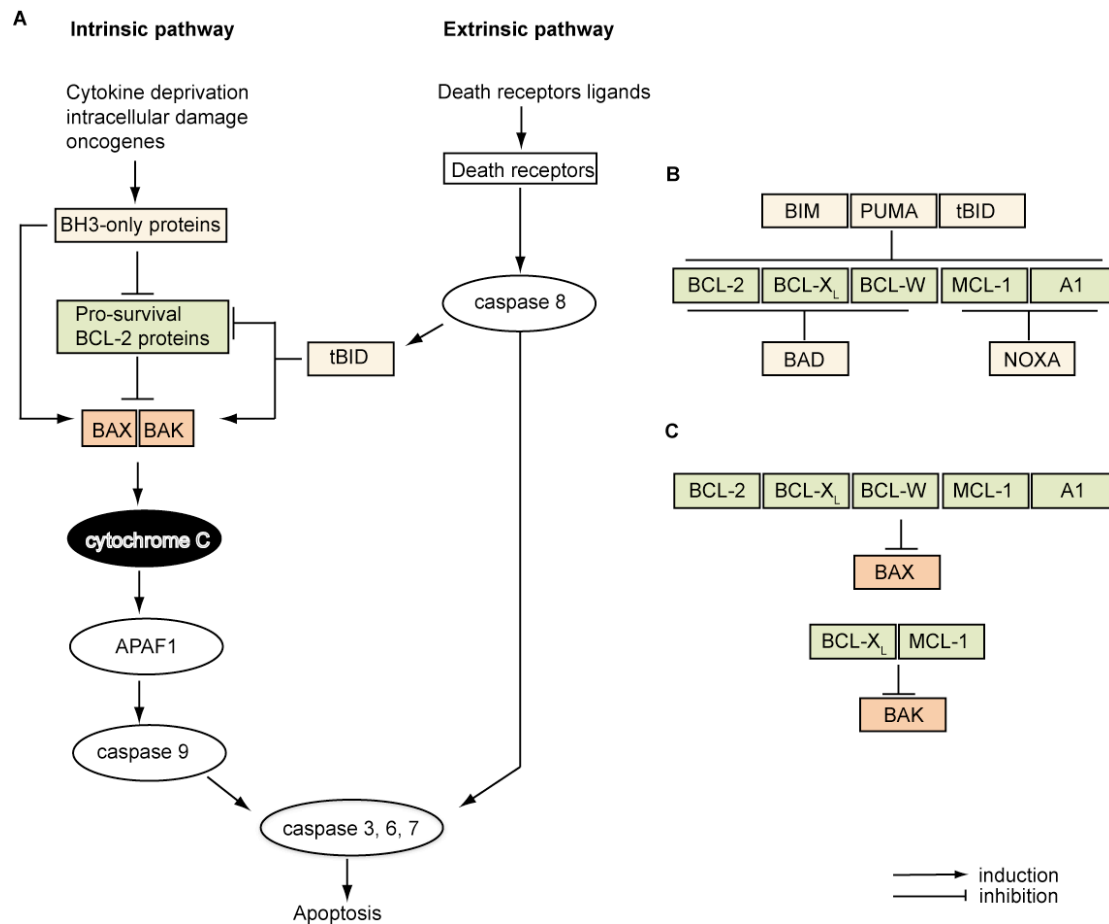 A
Intrinsic pathway
Extrinsic pathway
Cytokine deprivation
intracellular damage
oncogenes
Death receptors ligands
Death receptors
BH3-only proteins
caspase 8
Pro-survival
BCL-2 proteins
tBID
BAX
BAK
cytochrome C
APAF1
caspase 9
caspase 3, 6, 7
Apoptosis
B
BIM
PUMA
tBID
BCL-2
BCL-XL
BCL-W
MCL-1
A1
BAD
NOXA
C
BCL-2
BCL-XL
BCL-W
MCL-1
A1
BAX
BCL-XL
MCL-1
BAK
induction
inhibition